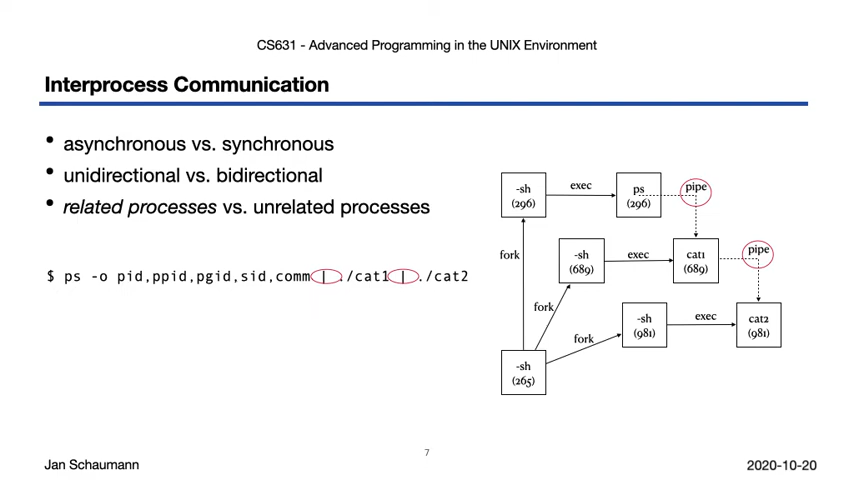 CS631 - Advanced Programming in the UNIX Environment
Interprocess Communication
• asynchronous vs. synchronous
• unidirectional vs. bidirectional
• related processes vs. unrelated processes
$ ps -o pid,ppid,pgid,sid,comm | ./cat1 | ./cat2
-sh
(296)
exec
ps
(296)
pipe
fork
-sh
(689)
exec
cat1
(689)
pipe
fork
-sh
(981)
exec
cat2
(981)
fork
-sh
(265)
7
Jan Schaumann
2020-10-20